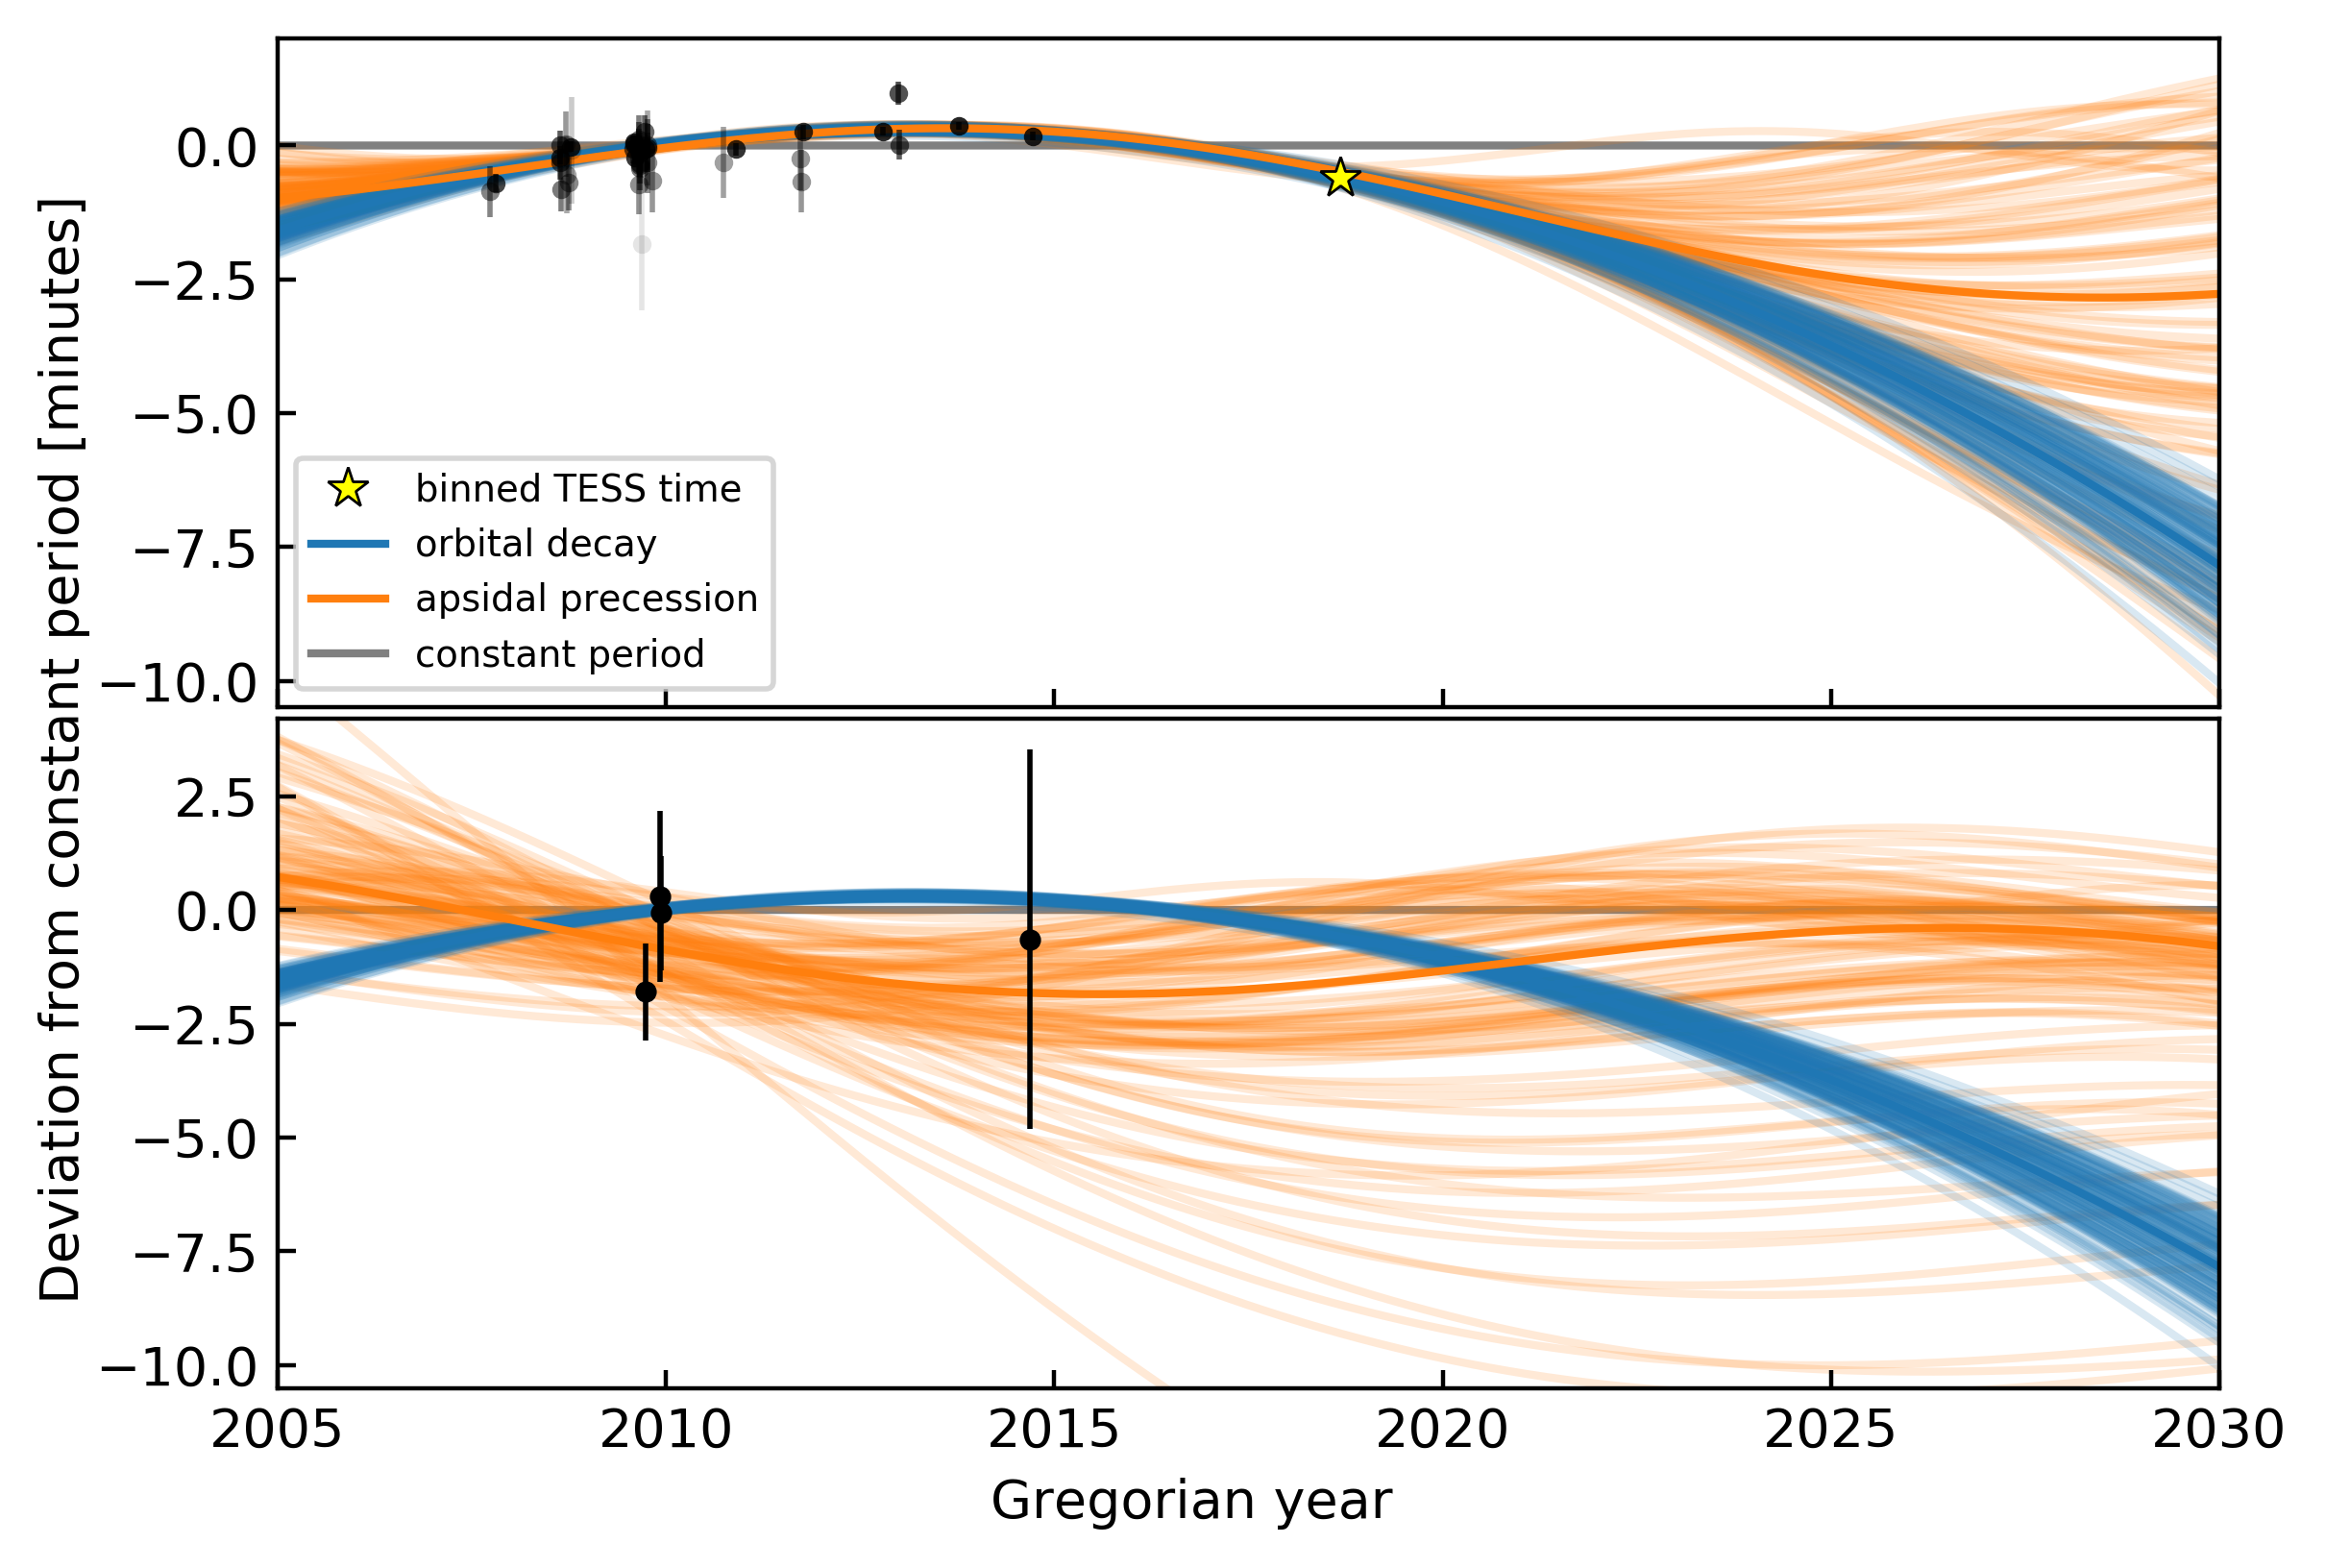 Deviation from constant period [minutes]
0.0
−2.5
−5.0
−7.5
−10.0
binned TESS time
orbital decay
apsidal precession
constant period
2.5
0.0
−2.5
−5.0
−7.5
−10.0
2005 2010 2015 2020 2025 2030
Gregorian year